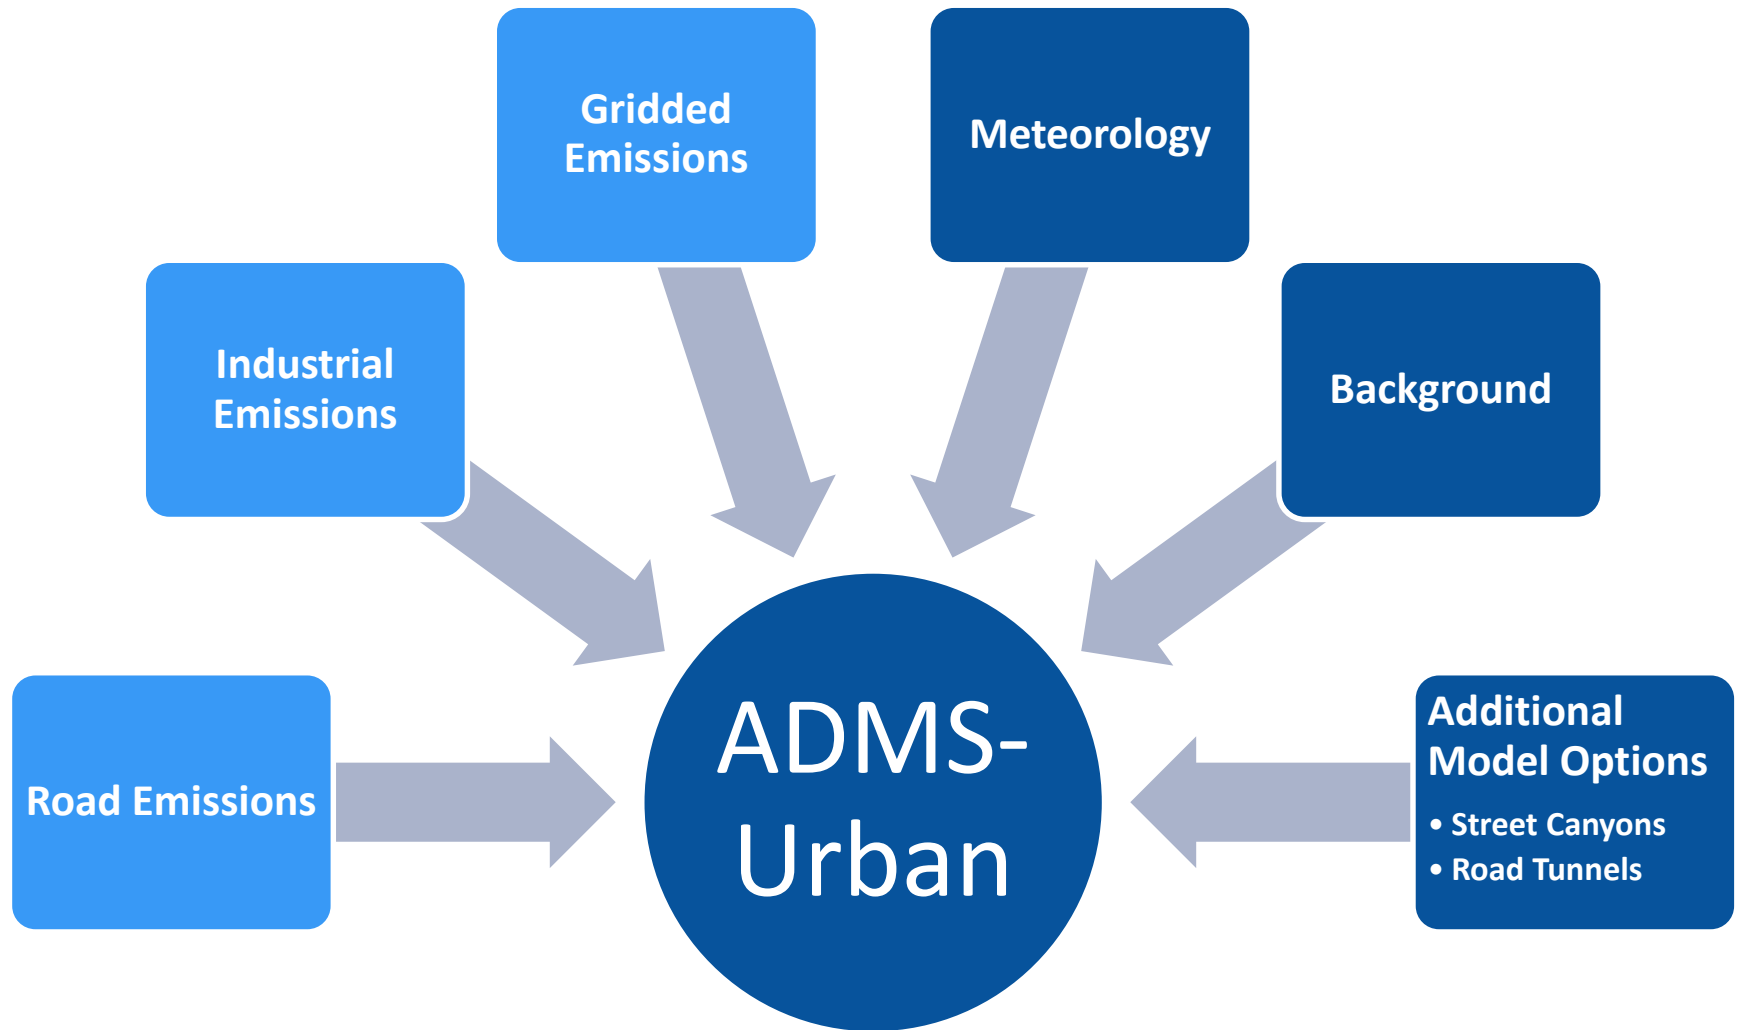 Gridded
Emissions
Meteorology
Industrial
Emissions
Background
Road Emissions
ADMS-
Urban
Additional
Model Options
• Street Canyons
• Road Tunnels